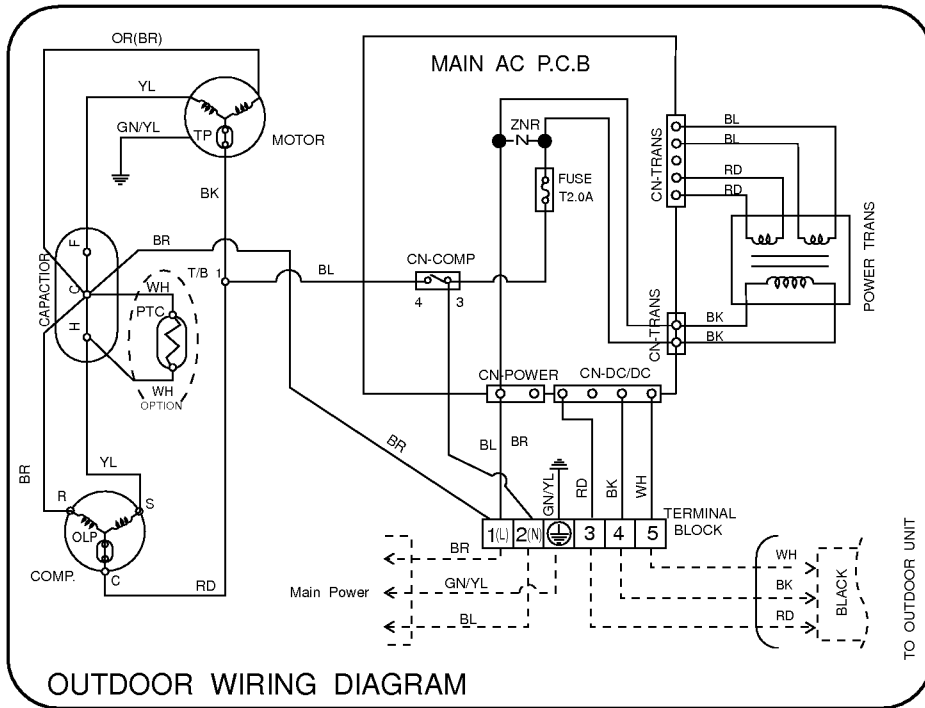 OR(BR)
MAIN AC P.C.B
YL
GN/YL
TP
MOTOR
ZNR
FUSE
T2.0A
CN-TRANS
BL
BL
RD
RD
POWER TRANS
BK
CAPACTIOR
F
C
H
BR
T/B 1
BL
CN-COMP
4 3
WH
PTC
WH
OPTION
CN-TRANS
BK
BK
CN-POWER
CN-DC/DC
BR
BL
BR
GN/YL
RD
BK
WH
BR
YL
R
S
OLP
COMP.
C
RD
1(L) 2(N) 3 4 5
TERMINAL
BLOCK
BR
Main Power
GN/YL
BL
WH
BK
RD
BLACK
TO OUTDOOR UNIT
OUTDOOR WIRING DIAGRAM